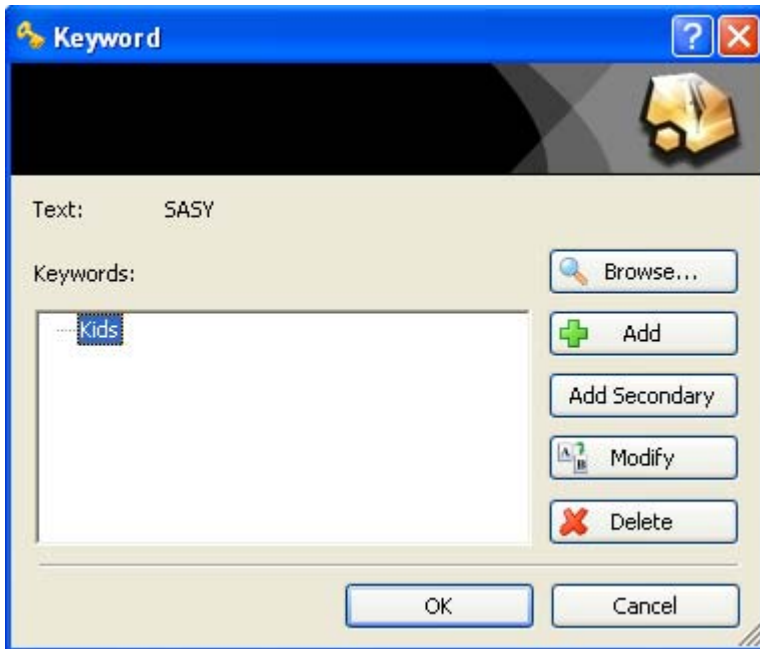 Keyword
Text: SASY
Keywords:
Browse...
Kids
Add
Add Secondary
Modify
Delete
OK Cancel